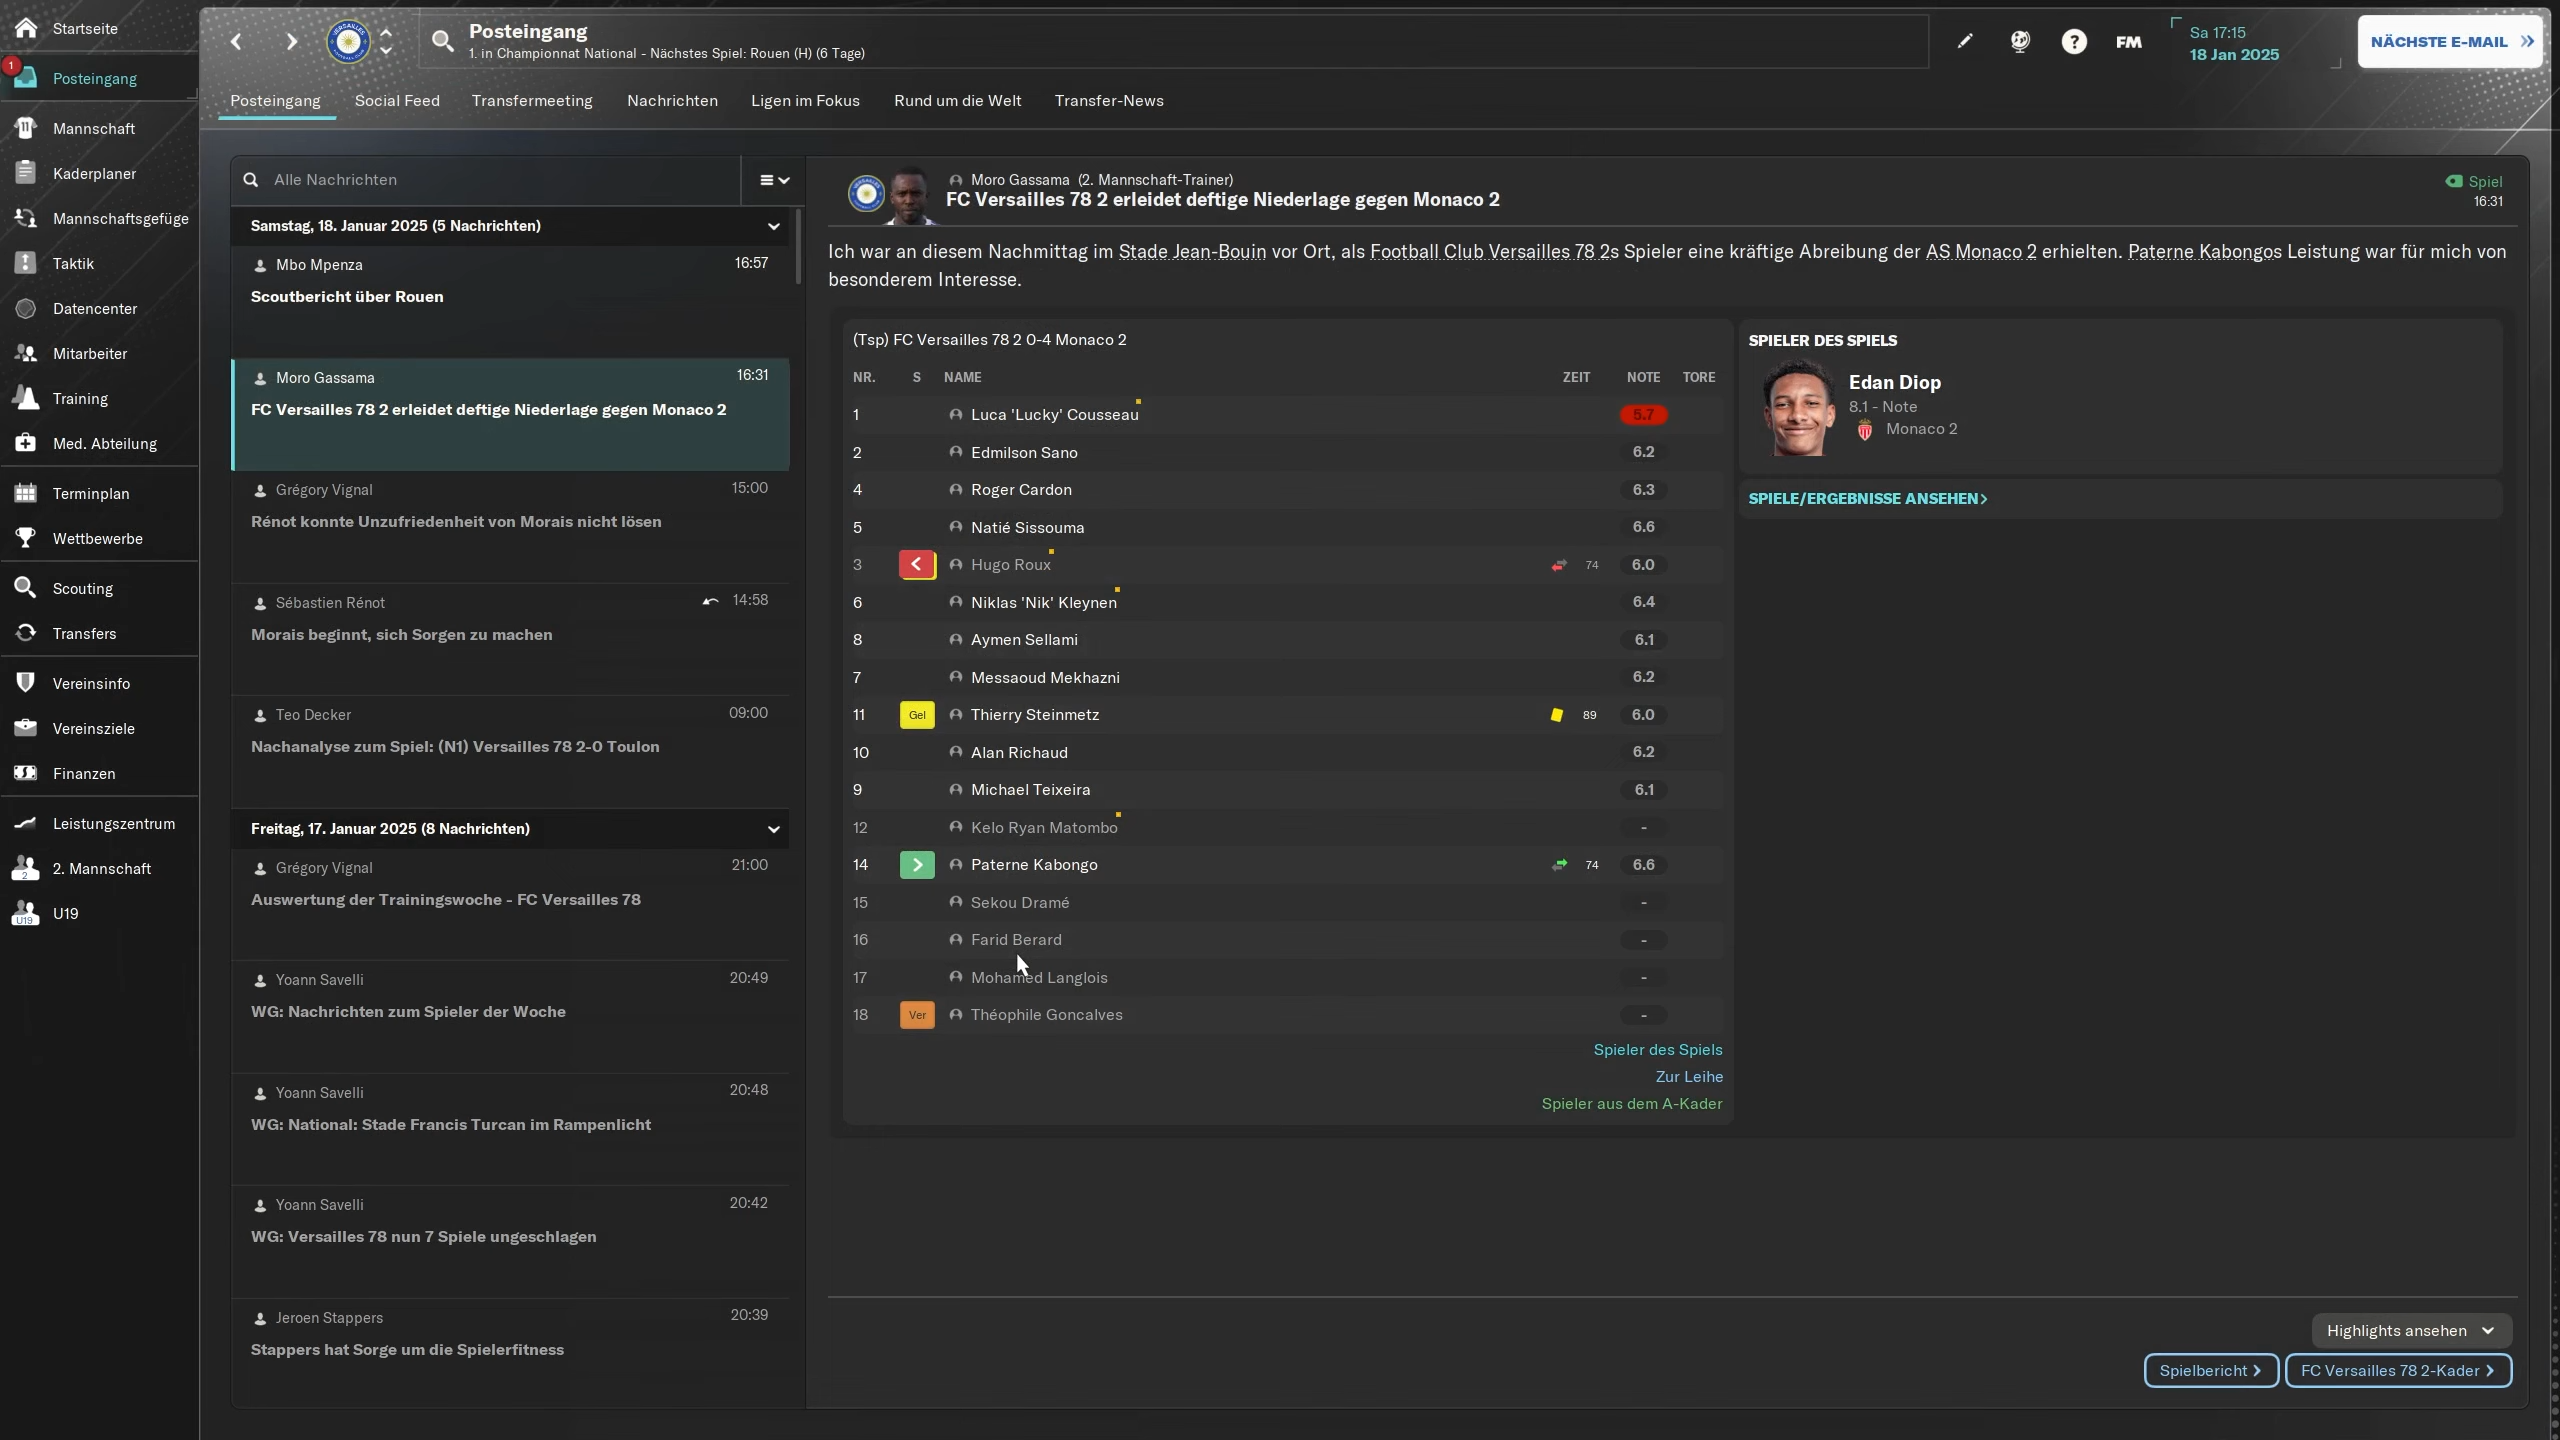 Startseite
1
Posteingang
Mannschaft
Kaderplaner
Mannschaftsgefüge
Taktik
Datencenter
Mitarbeiter
Training
Med. Abteilung
Terminplan
Wettbewerbe
Scouting
Transfers
Vereinsinfo
Vereinsziele
Finanzen
Leistungszentrum
2
2. Mannschaft
U19
U19
Posteingang
1. in Championnat National - Nächstes Spiel: Rouen (H) (6 Tage)
?
FM
Sa 17:15
18 Jan 2025
NÄCHSTE E-MAIL
Posteingang Social Feed Transfermeeting Nachrichten Ligen im Fokus Rund um die Welt Transfer-News
Alle Nachrichten
Samstag, 18. Januar 2025 (5 Nachrichten)
Mbo Mpenza 16:57
Scoutbericht über Rouen
Moro Gassama 16:31
FC Versailles 78 2 erleidet deftige Niederlage gegen Monaco 2
Grégory Vignal 15:00
Rénot konnte Unzufriedenheit von Morais nicht lösen
Sébastien Rénot 14:58
Morais beginnt, sich Sorgen zu machen
Teo Decker 09:00
Nachanalyse zum Spiel: (N1) Versailles 78 2-0 Toulon
Freitag, 17. Januar 2025 (8 Nachrichten)
Grégory Vignal 21:00
Auswertung der Trainingswoche - FC Versailles 78
Yoann Savelli 20:49
WG: Nachrichten zum Spieler der Woche
Yoann Savelli 20:48
WG: National: Stade Francis Turcan im Rampenlicht
Yoann Savelli 20:42
WG: Versailles 78 nun 7 Spiele ungeschlagen
Jeroen Stappers 20:39
Stappers hat Sorge um die Spielerfitness
Moro Gassama (2. Mannschaft-Trainer)
FC Versailles 78 2 erleidet deftige Niederlage gegen Monaco 2
Spiel
16:31
Ich war an diesem Nachmittag im Stade Jean-Bouin vor Ort, als Football Club Versailles 78 2s Spieler eine kräftige Abreibung der AS Monaco 2 erhielten. Paterne Kabongos Leistung war für mich von
besonderem Interesse.
(Tsp) FC Versailles 78 2 0-4 Monaco 2
NR. S NAME ZEIT NOTE TORE
1 Luca 'Lucky' Cousseau 5.7
2 Edmilson Sano 6.2
4 Roger Cardon 6.3
5 Natié Sissouma 6.6
3 Hugo Roux 74 6.0
6 Niklas 'Nik' Kleynen 6.4
8 Aymen Sellami 6.1
7 Messaoud Mekhazni 6.2
11 Gel Thierry Steinmetz 89 6.0
10 Alan Richaud 6.2
9 Michael Teixeira 6.1
12 Kelo Ryan Matombo -
14 Paterne Kabongo 74 6.6
15 Sekou Dramé -
16 Farid Berard -
17 Mohamed Langlois -
18 Ver Théophile Goncalves -
Spieler des Spiels
Zur Leihe
Spieler aus dem A-Kader
SPIELER DES SPIELS
Edan Diop
8.1 - Note
Monaco 2
SPIELE/ERGEBNISSE ANSEHEN>
Highlights ansehen
Spielbericht >
FC Versailles 78 2-Kader >